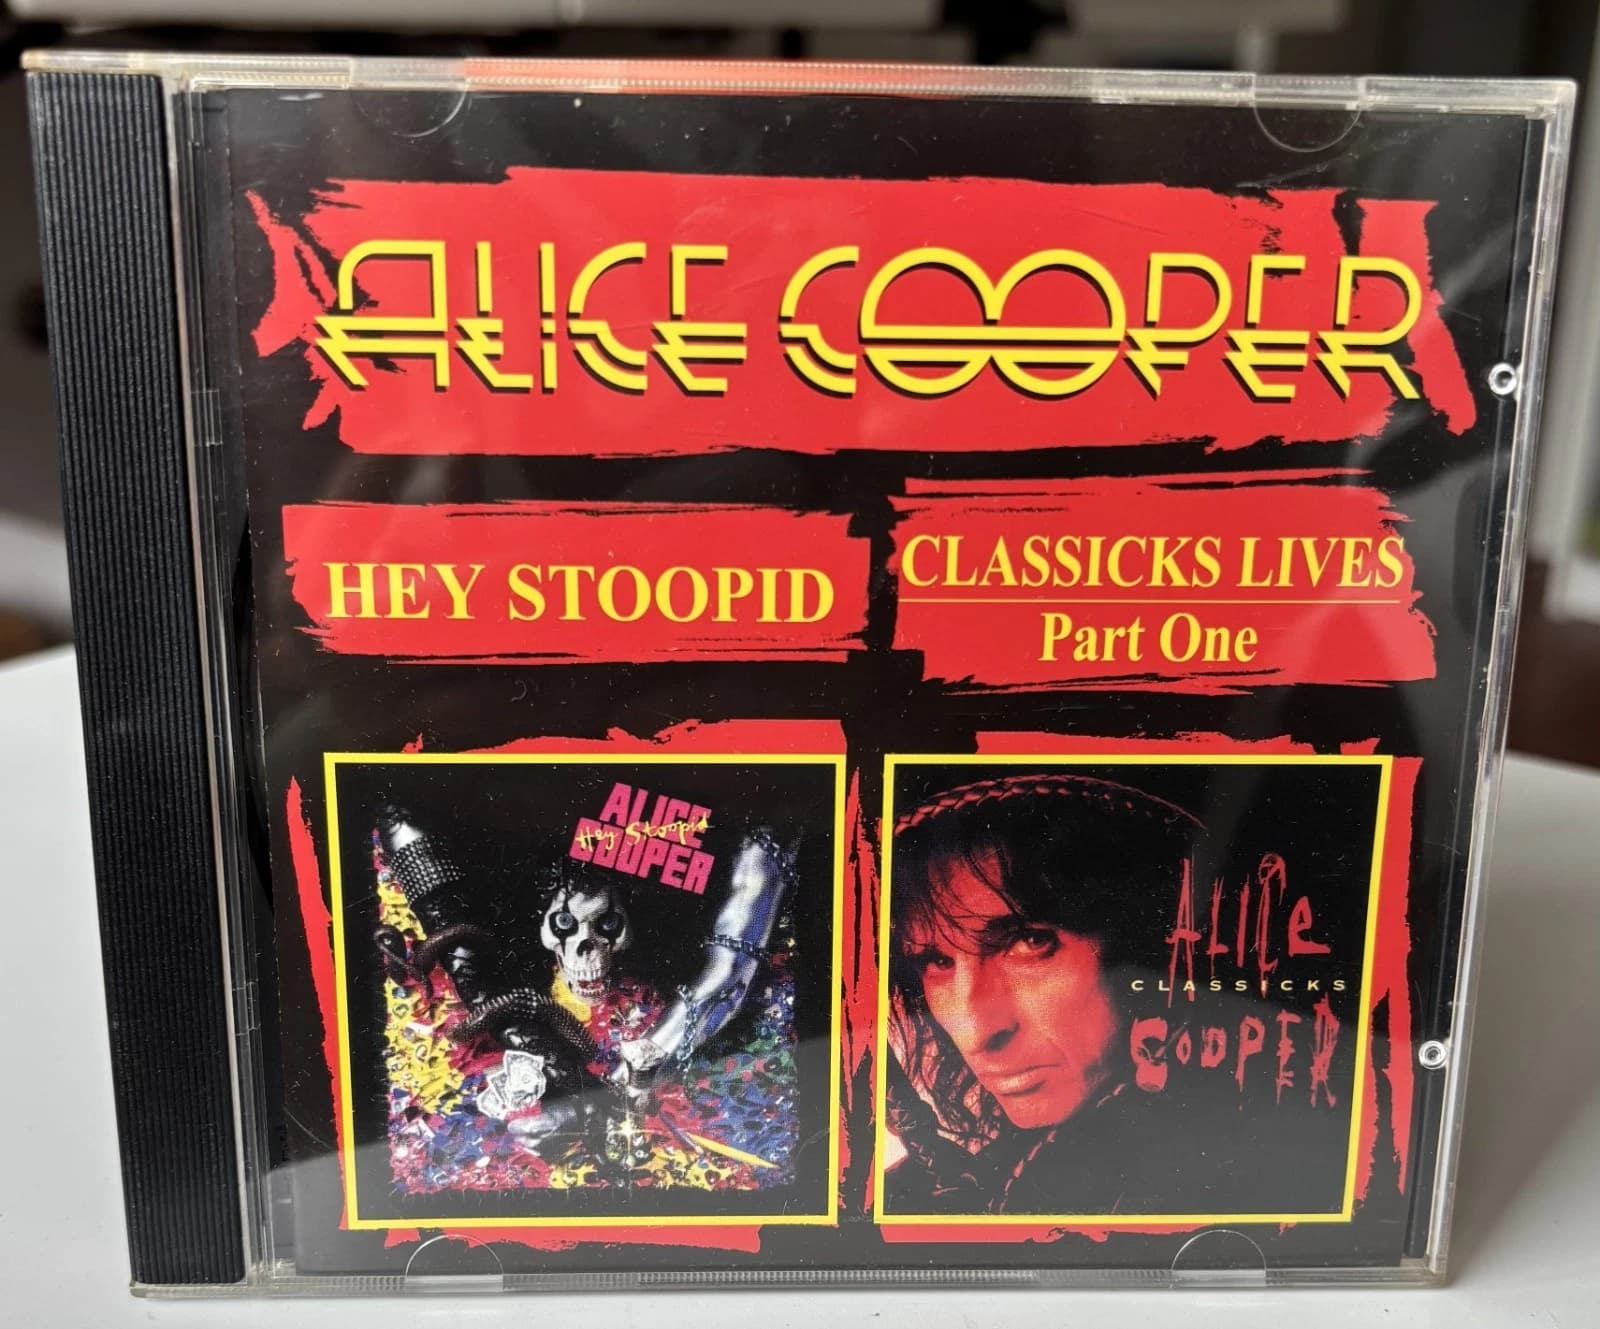 ALICE COOPER
HEY STOOPID
CLASSICKS LIVES
Part One
ALICE
Hey Stoopid
COOPER
ALICE
CLASSICKS
COOPER